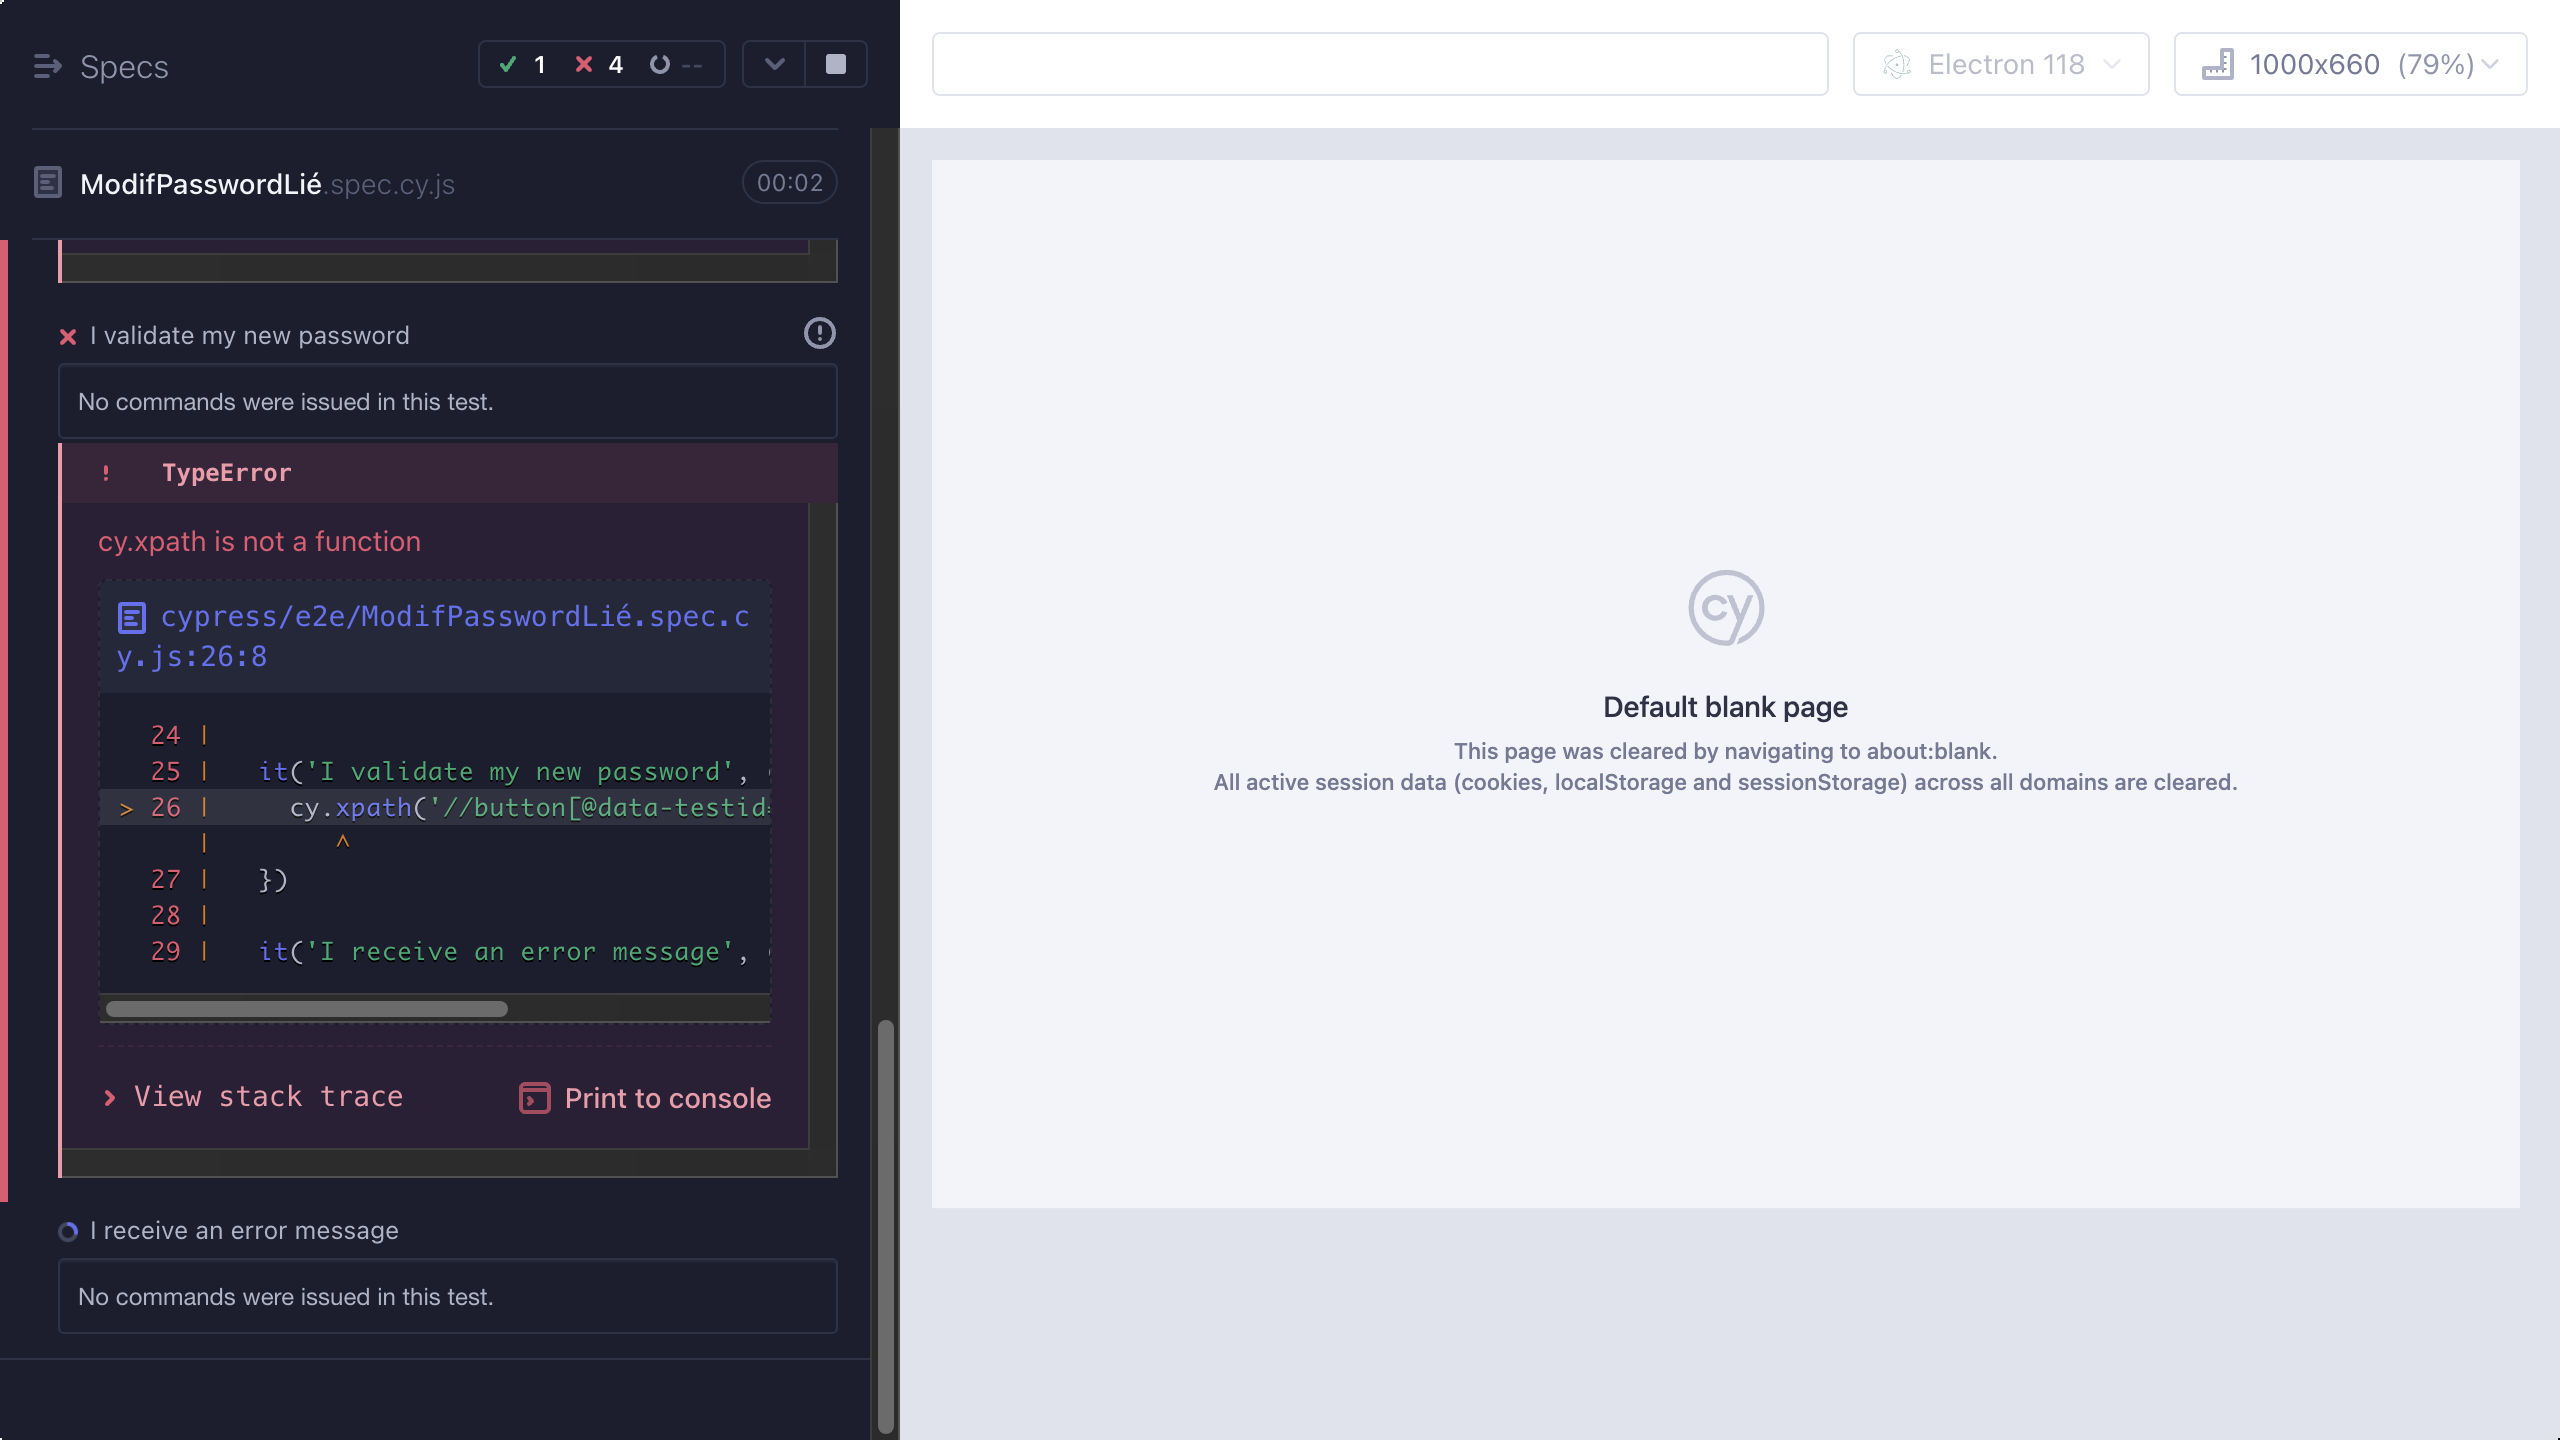 Specs
1
4
--
ModifPasswordLié.spec.cy.js
00:02
I validate my new password
No commands were issued in this test.
! TypeError
cy.xpath is not a function
cypress/e2e/ModifPasswordLié.spec.c
y.js:26:8
24 |
25 | it('I validate my new password',
> 26 | cy.xpath('//button[@data-testid=
| ^
27 | })
28 |
29 | it('I receive an error message',
View stack trace
Print to console
I receive an error message
No commands were issued in this test.
Electron 118
1000x660 (79%)
cy
Default blank page
This page was cleared by navigating to about:blank.
All active session data (cookies, localStorage and sessionStorage) across all domains are cleared.